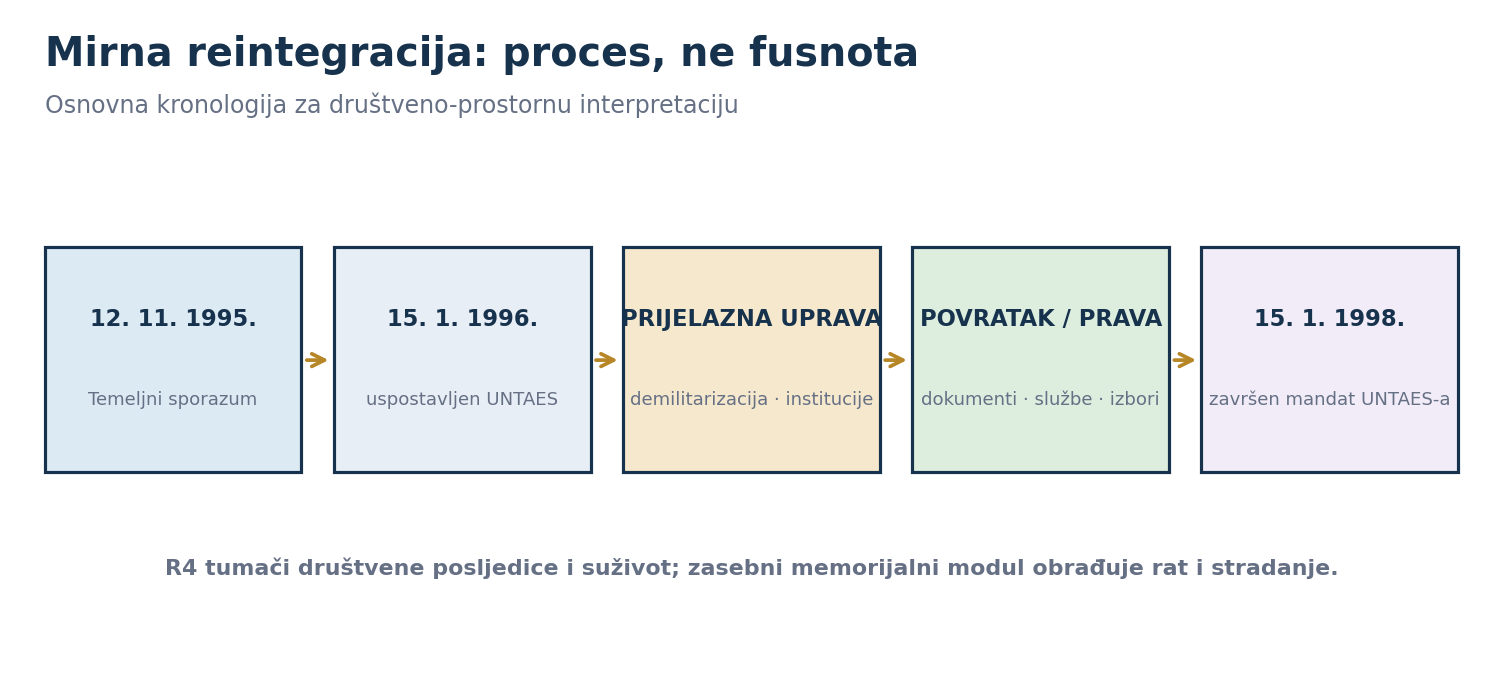 Mirna reintegracija: proces, ne fusnota
Osnovna kronologija za društveno-prostornu interpretaciju
12. 11. 1995.
Temeljni sporazum
15. 1. 1996.
uspostavljen UNTAES
PRIJELAZNA UPRAVA
demilitarizacija · institucije
POVRATAK / PRAVA
dokumenti · službe · izbori
15. 1. 1998.
završen mandat UNTAES-a
R4 tumači društvene posljedice i suživot; zasebni memorijalni modul obrađuje rat i stradanje.